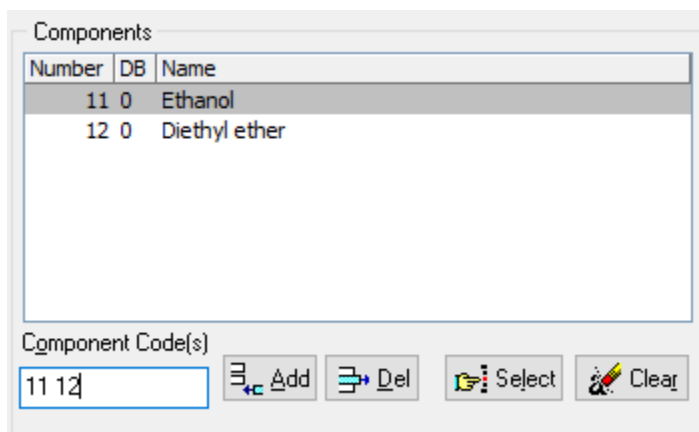 Components
Number DB Name
11 0 Ethanol
12 0 Diethyl ether
Component Code(s)
11 12 Add Del Select Clear